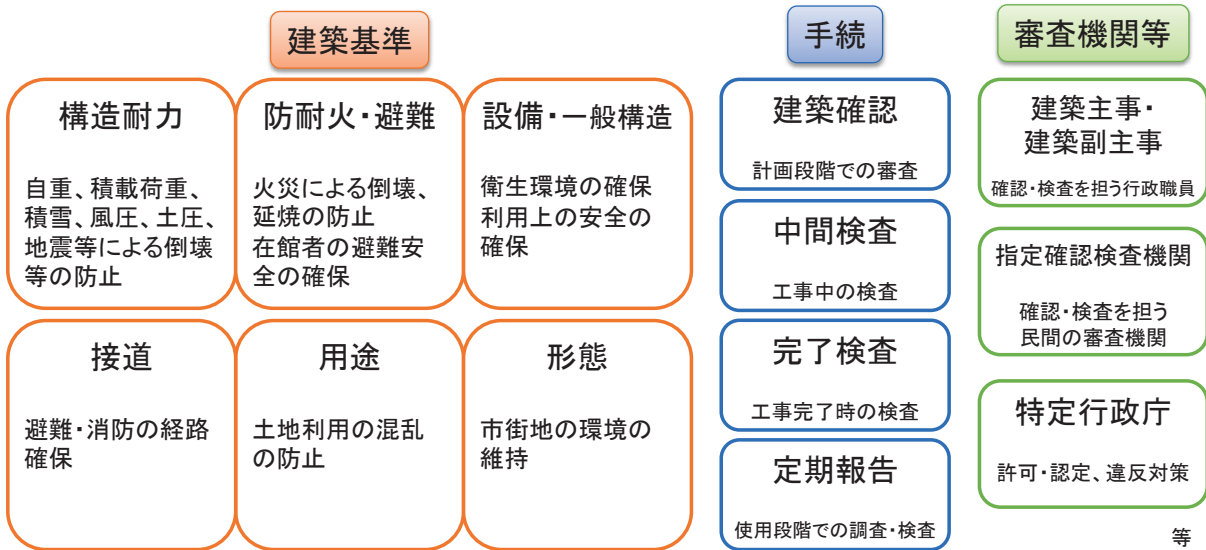 建築基準
構造耐力
自重、積載荷重、
積雪、風圧、土圧、
地震等による倒壊
等の防止
防耐火・避難
火災による倒壊、
延焼の防止
在館者の避難安
全の確保
設備・一般構造
衛生環境の確保
利用上の安全の
確保
接道
避難・消防の経路
確保
用途
土地利用の混乱
の防止
形態
市街地の環境の
維持
手続
建築確認
計画段階での審査
中間検査
工事中の検査
完了検査
工事完了時の検査
定期報告
使用段階での調査・検査
審査機関等
建築主事・
建築副主事
確認・検査を担う行政職員
指定確認検査機関
確認・検査を担う
民間の審査機関
特定行政庁
許可・認定、違反対策
等